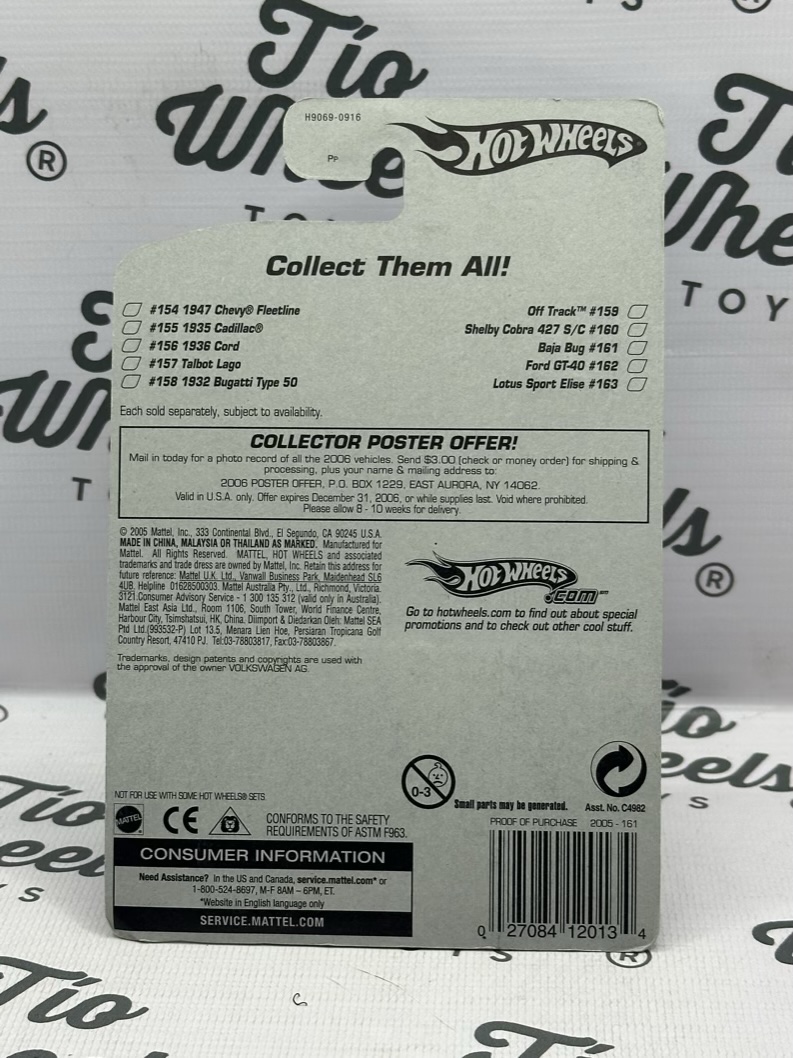 Tío
Wheels
TOYS
®
H9069-0916
PP
HOT WHEELS
Collect Them All!
#154 1947 Chevy® Fleetline
#155 1935 Cadillac®
#156 1936 Cord
#157 Talbot Lago
#158 1932 Bugatti Type 50
Off Track™ #159
Shelby Cobra 427 S/C #160
Baja Bug #161
Ford GT-40 #162
Lotus Sport Elise #163
Each sold separately, subject to availability.
COLLECTOR POSTER OFFER!
Mail in today for a photo record of all the 2006 vehicles. Send $3.00 (check or money order) for shipping &
processing, plus your name & mailing address to:
2006 POSTER OFFER, P.O. BOX 1229, EAST AURORA, NY 14062.
Valid in U.S.A. only. Offer expires December 31, 2006, or while supplies last. Void where prohibited.
Please allow 8 - 10 weeks for delivery.
© 2005 Mattel, Inc., 333 Continental Blvd., El Segundo, CA 90245 U.S.A.
MADE IN CHINA, MALAYSIA OR THAILAND AS MARKED. Manufactured for
Mattel. All Rights Reserved. MATTEL, HOT WHEELS and associated
trademarks and trade dress are owned by Mattel, Inc. Retain this address for
future reference: Mattel U.K. Ltd., Vanwall Business Park, Maidenhead SL6
4UB. Helpline 01628500303. Mattel Australia Pty., Ltd., Richmond, Victoria.
3121.Consumer Advisory Service - 1 300 135 312 (valid only in Australia).
Mattel East Asia Ltd., Room 1106, South Tower, World Finance Centre,
Harbour City, Tsimshatsui, HK, China. Diimport & Diedarkan Oleh: Mattel SEA
Ptd Ltd.(993532-P) Lot 13.5, Menara Lien Hoe, Persiaran Tropicana Golf
Country Resort, 47410 PJ. Tel:03-78803817, Fax:03-78803867.
HOT WHEELS
.COM
Go to hotwheels.com to find out about special
promotions and to check out other cool stuff.
Trademarks, design patents and copyrights are used with
the approval of the owner VOLKSWAGEN AG.
NOT FOR USE WITH SOME HOT WHEELS® SETS
MATTEL
CE
CONFORMS TO THE SAFETY
REQUIREMENTS OF ASTM F963.
0-3
Small parts may be generated.
Asst. No. C4982
PROOF OF PURCHASE 2005 - 161
CONSUMER INFORMATION
Need Assistance? In the US and Canada, service.mattel.com* or
1-800-524-8697, M-F 8AM – 6PM, ET.
*Website in English language only
SERVICE.MATTEL.COM
0 27084 12013 4